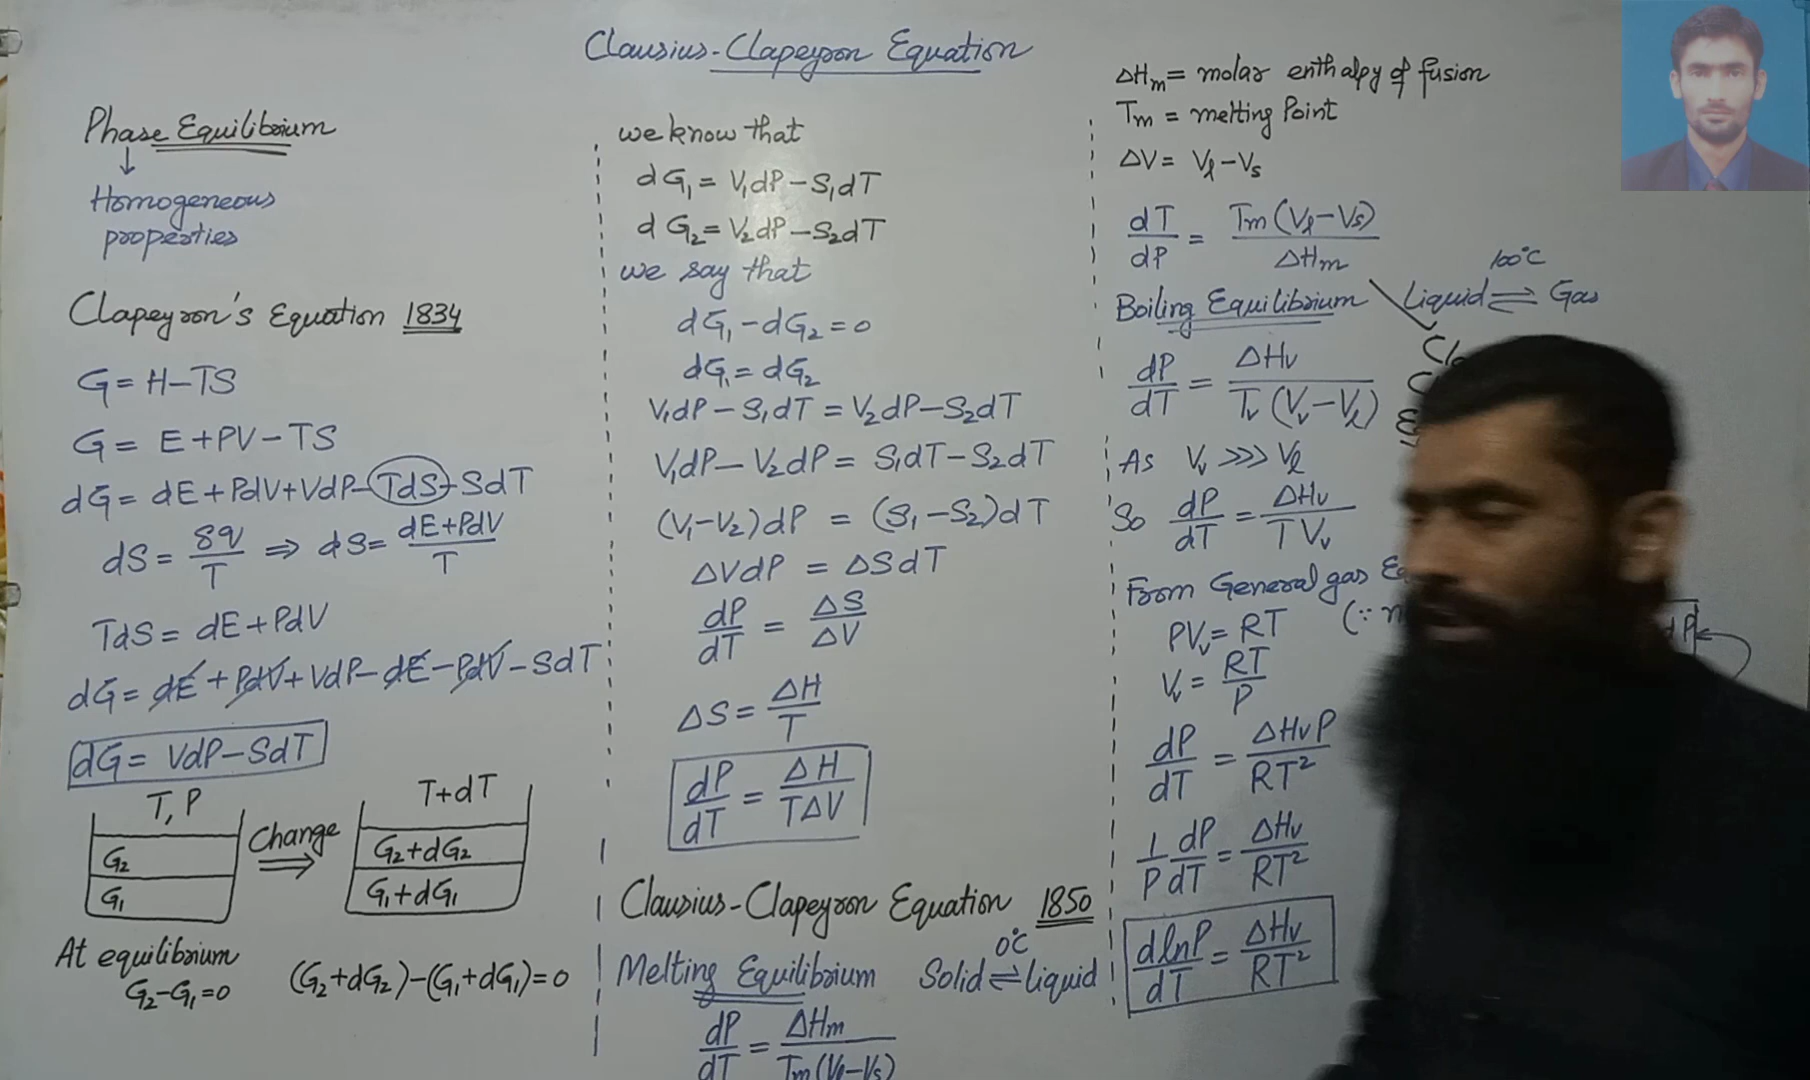 Clausius-Clapeyron Equation
Phase Equilibrium
↓
Homogeneous
properties
Clapeyron's Equation 1834
G = H-TS
G = E+PV-TS
dG = dE+PdV+VdP-TdS-SdT
dS = δq/T ⇒ dS = (dE+PdV)/T
TdS = dE+PdV
dG = dE+PdV+VdP-dE-PdV-SdT
dG = VdP-SdT
T, P
T+dT
Change
G₂
G₂+dG₂
G₁
G₁+dG₁
At equilibrium
G₂-G₁=0
(G₂+dG₂)-(G₁+dG₁)=0
we know that
dG₁ = V₁dP-S₁dT
dG₂ = V₂dP-S₂dT
we say that
dG₁-dG₂=0
dG₁=dG₂
V₁dP-S₁dT = V₂dP-S₂dT
V₁dP-V₂dP = S₁dT-S₂dT
(V₁-V₂)dP = (S₁-S₂)dT
ΔVdP = ΔSdT
dP/dT = ΔS/ΔV
ΔS = ΔH/T
dP/dT = ΔH/TΔV
Clausius-Clapeyron Equation 1850
0°C
Melting Equilibrium Solid ⇌ liquid
dP/dT = ΔHm/Tm(Vl-Vs)
ΔHm = molar enthalpy of fusion
Tm = melting Point
ΔV = Vl-Vs
dT/dP = Tm(Vl-Vs)/ΔHm
100°C
Boiling Equilibrium Liquid ⇌ Gas
dP/dT = ΔHv/Tv(Vv-Vl)
As Vv >>> Vl
So dP/dT = ΔHv/TVv
From General gas
PVv = RT
Vv = RT/P
dP/dT = ΔHvP/RT²
1/P dP/dT = ΔHv/RT²
dlnP/dT = ΔHv/RT²